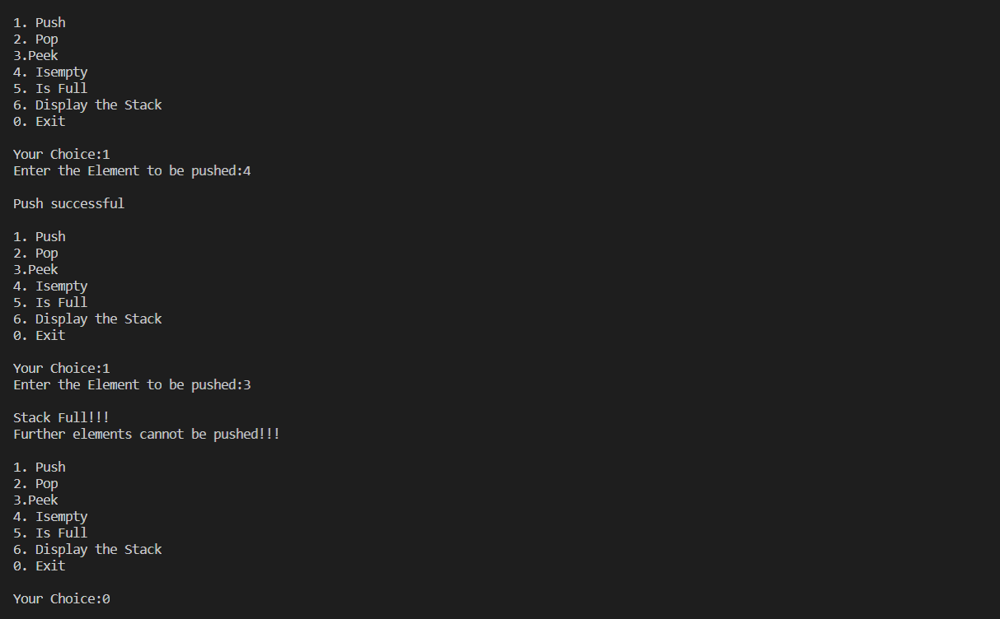 1. Push
2. Pop
3.Peek
4. Isempty
5. Is Full
6. Display the Stack
0. Exit
Your Choice:1
Enter the Element to be pushed:4
Push successful
1. Push
2. Pop
3.Peek
4. Isempty
5. Is Full
6. Display the Stack
0. Exit
Your Choice:1
Enter the Element to be pushed:3
Stack Full!!!
Further elements cannot be pushed!!!
1. Push
2. Pop
3.Peek
4. Isempty
5. Is Full
6. Display the Stack
0. Exit
Your Choice:0